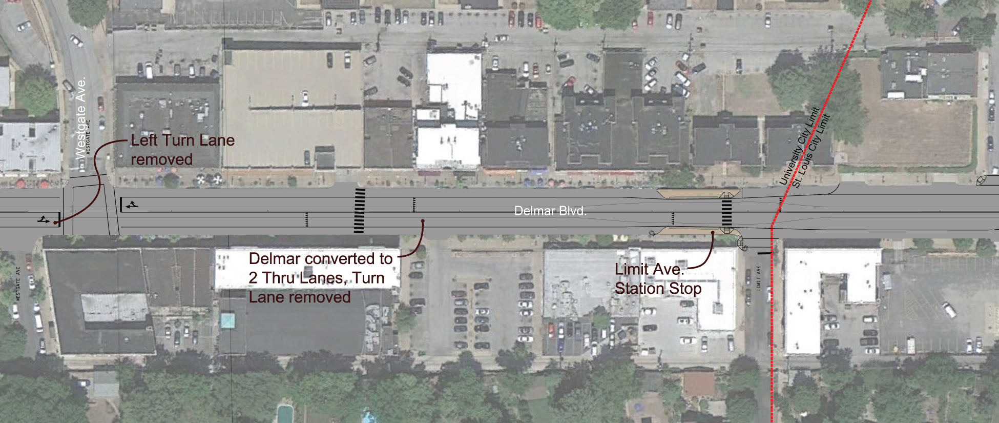 Westgate Ave.
WESTGATE AVE
Left Turn Lane
removed
University City Limit
St. Louis City Limit
Delmar Blvd.
Delmar converted to
2 Thru Lanes, Turn
Lane removed
Limit Ave.
Station Stop
WESTGATE AVE
LIMIT AVE